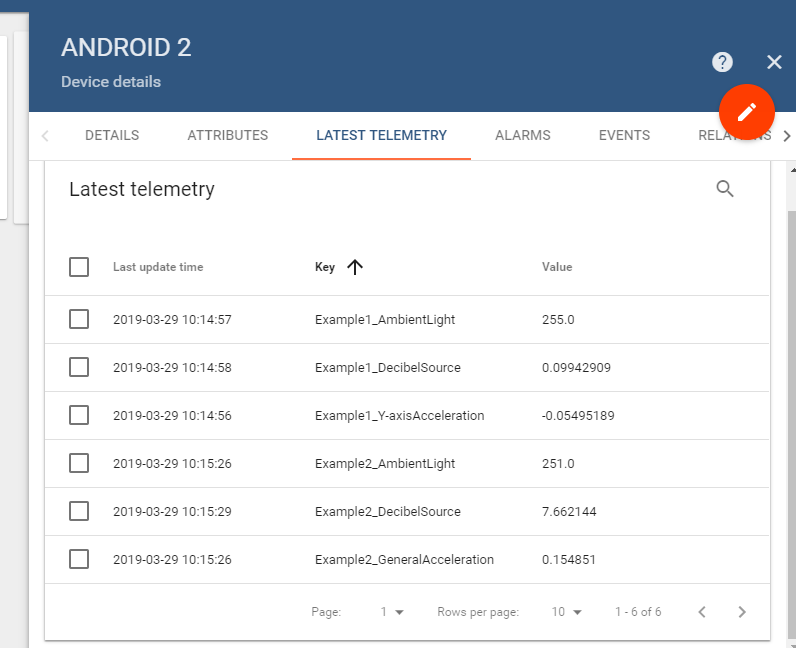 ANDROID 2
Device details
?
DETAILS ATTRIBUTES LATEST TELEMETRY ALARMS EVENTS
Latest telemetry
Last update time Key Value
2019-03-29 10:14:57 Example1_AmbientLight 255.0
2019-03-29 10:14:58 Example1_DecibelSource 0.09942909
2019-03-29 10:14:56 Example1_Y-axisAcceleration -0.05495189
2019-03-29 10:15:26 Example2_AmbientLight 251.0
2019-03-29 10:15:29 Example2_DecibelSource 7.662144
2019-03-29 10:15:26 Example2_GeneralAcceleration 0.154851
Page: 1 Rows per page: 10 1 - 6 of 6